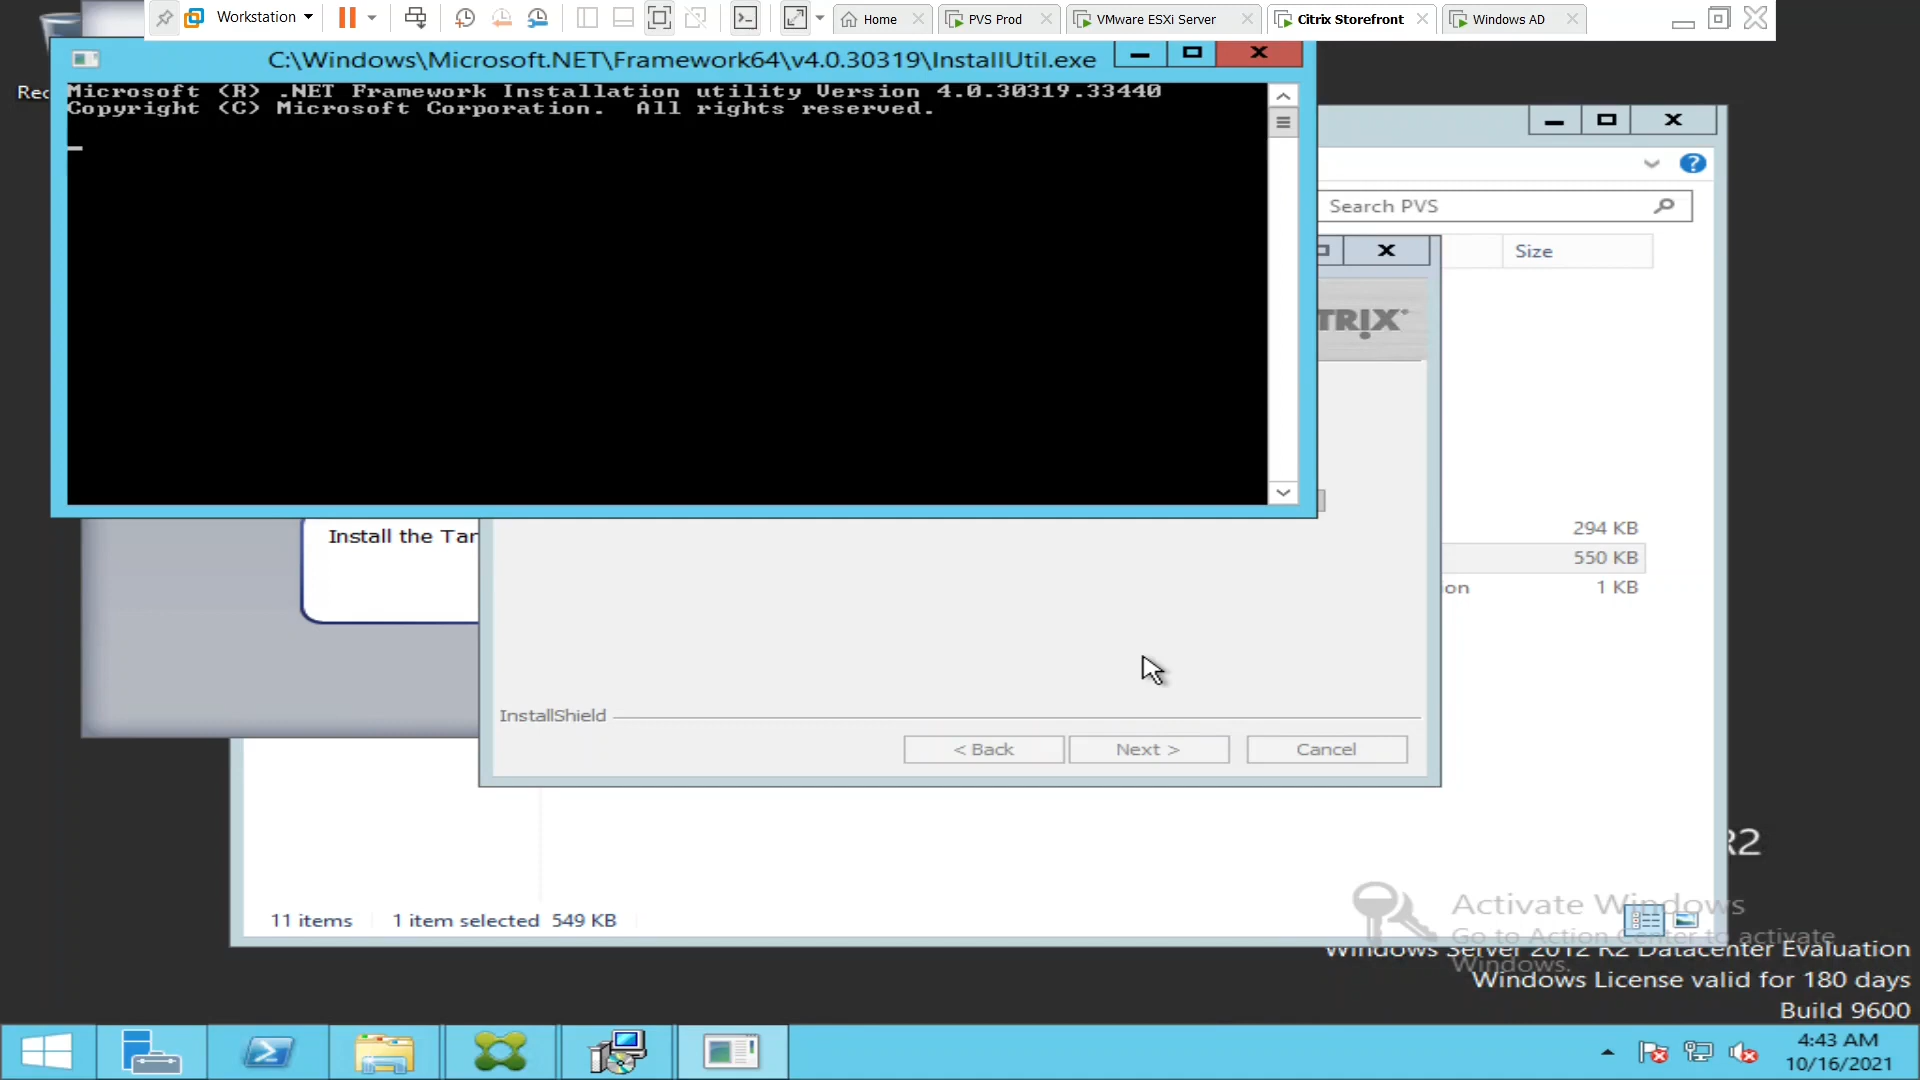 Workstation
Home
PVS Prod
VMware ESXi Server
Citrix Storefront
Windows AD
C:\Windows\Microsoft.NET\Framework64\v4.0.30319\InstallUtil.exe
Rec
Microsoft (R) .NET Framework Installation utility Version 4.0.30319.33440
Copyright (C) Microsoft Corporation.  All rights reserved.
Search PVS
Size
TRIX
Install the Tar
294 KB
550 KB
ion
1 KB
InstallShield
< Back
Next >
Cancel
R2
11 items
1 item selected 549 KB
Activate Windows
Go to Action Center to activate
Windows.
Windows Server 2012 R2 Datacenter Evaluation
Windows License valid for 180 days
Build 9600
4:43 AM
10/16/2021